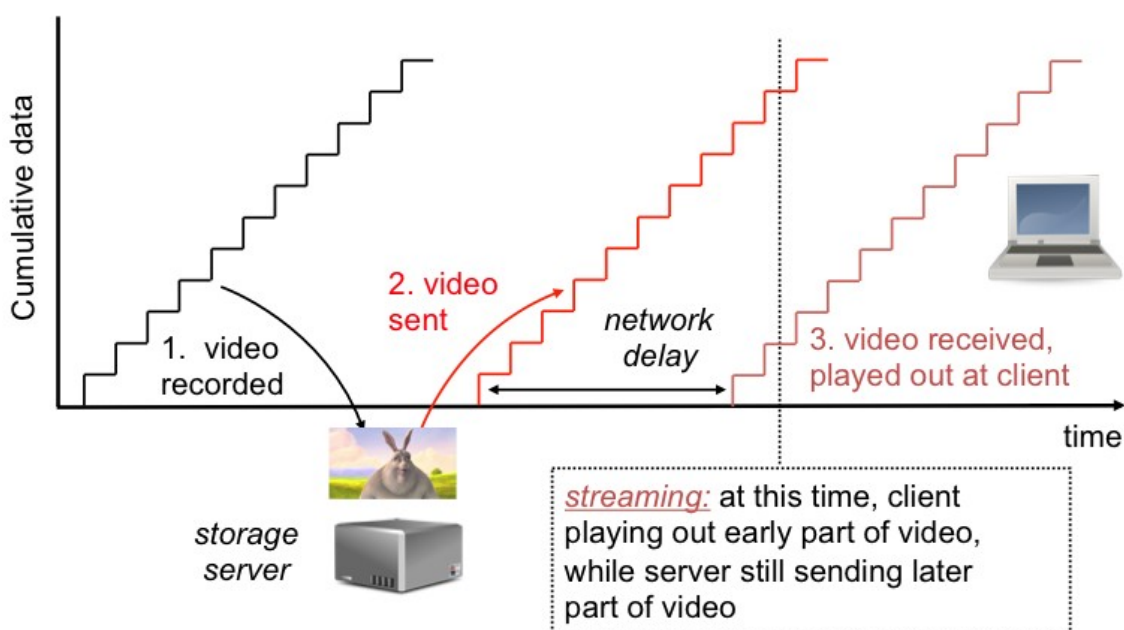 Cumulative data
1. video
recorded
2. video
sent
network
delay
3. video received,
played out at client
time
storage
server
streaming: at this time, client
playing out early part of video,
while server still sending later
part of video